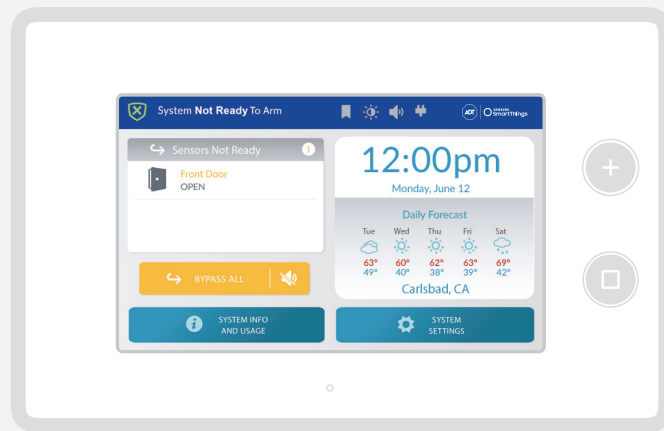 System Not Ready To Arm
ADT
SAMSUNG
SmartThings
Sensors Not Ready
Front Door
OPEN
BYPASS ALL
12:00pm
Monday, June 12
Daily Forecast
Tue Wed Thu Fri Sat
63° 60° 62° 63° 69°
49° 40° 38° 39° 42°
Carlsbad, CA
SYSTEM INFO
AND USAGE
SYSTEM
SETTINGS